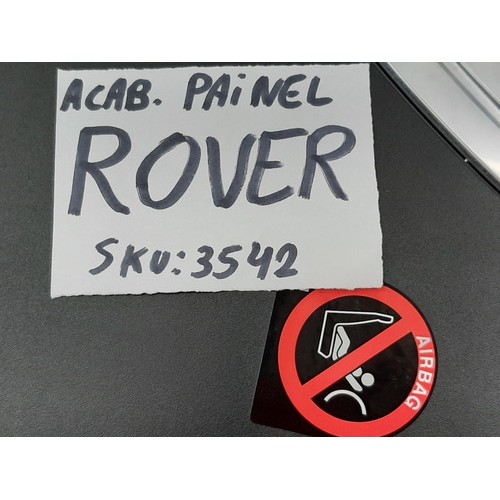 ACAB. PAiNEL
ROVER
SKU: 3542
AIRBAG